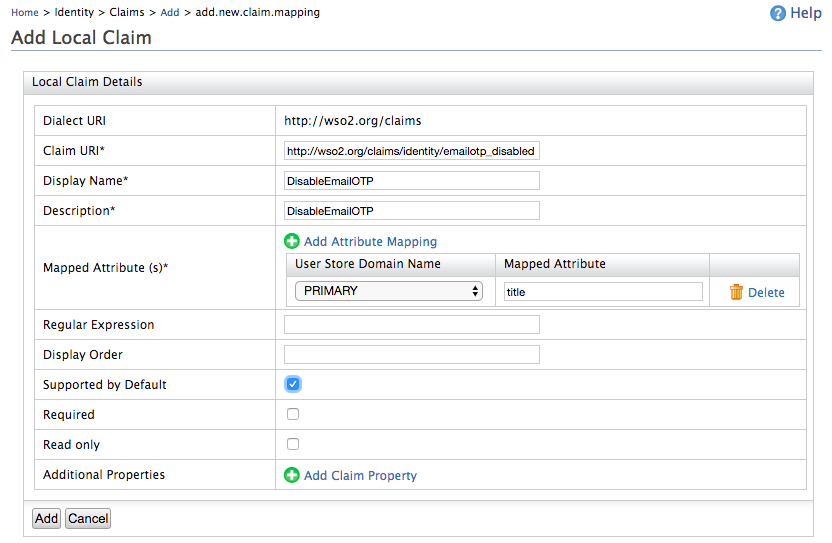 Home > Identity > Claims > Add > add.new.claim.mapping
? Help
Add Local Claim
Local Claim Details
Dialect URI http://wso2.org/claims
Claim URI* http://wso2.org/claims/identity/emailotp_disabled
Display Name* DisableEmailOTP
Description* DisableEmailOTP
Add Attribute Mapping
Mapped Attribute (s)*
User Store Domain Name Mapped Attribute
PRIMARY title Delete
Regular Expression
Display Order
Supported by Default
Required
Read only
Additional Properties Add Claim Property
Add Cancel